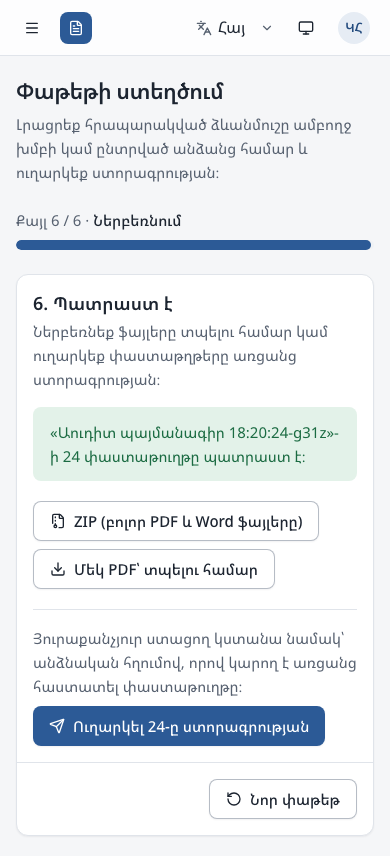 Հայ
ԿՀ
Փաթեթի ստեղծում
Լրացրեք հրապարակված ձևանմուշը ամբողջ
խմբի կամ ընտրված անձանց համար և
ուղարկեք ստորագրության։
Քայլ 6 / 6 · Ներբեռնում
6. Պատրաստ է
Ներբեռնեք ֆայլերը տպելու համար կամ
ուղարկեք փաստաթղթերը առցանց
ստորագրության։
«Աուդիտ պայմանագիր 18:20:24-g31z»-
ի 24 փաստաթուղթը պատրաստ է։
ZIP (բոլոր PDF և Word ֆայլերը)
Մեկ PDF՝ տպելու համար
Յուրաքանչյուր ստացող կստանա նամակ՝
անձնական հղումով, որով կարող է առցանց
հաստատել փաստաթուղթը։
Ուղարկել 24-ը ստորագրության
Նոր փաթեթ